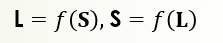 L = f(S), S = f(L)